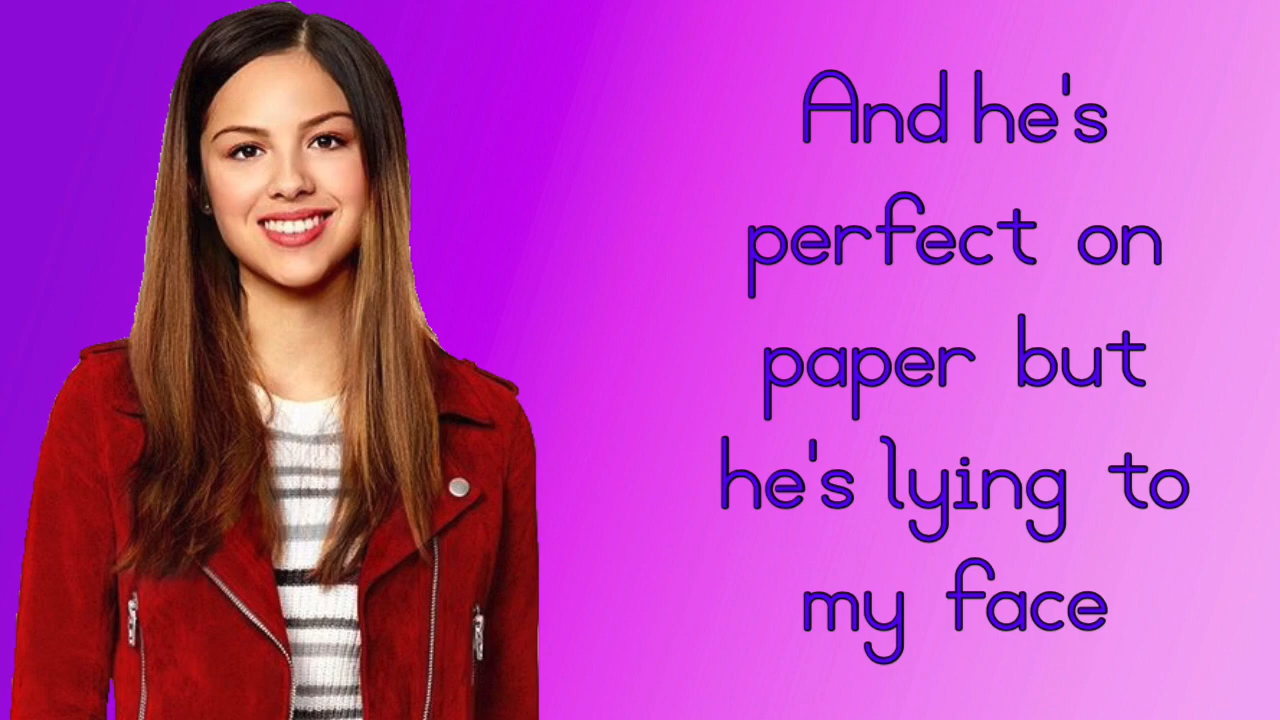 And he's
perfect on
paper but
he's lying to
my face